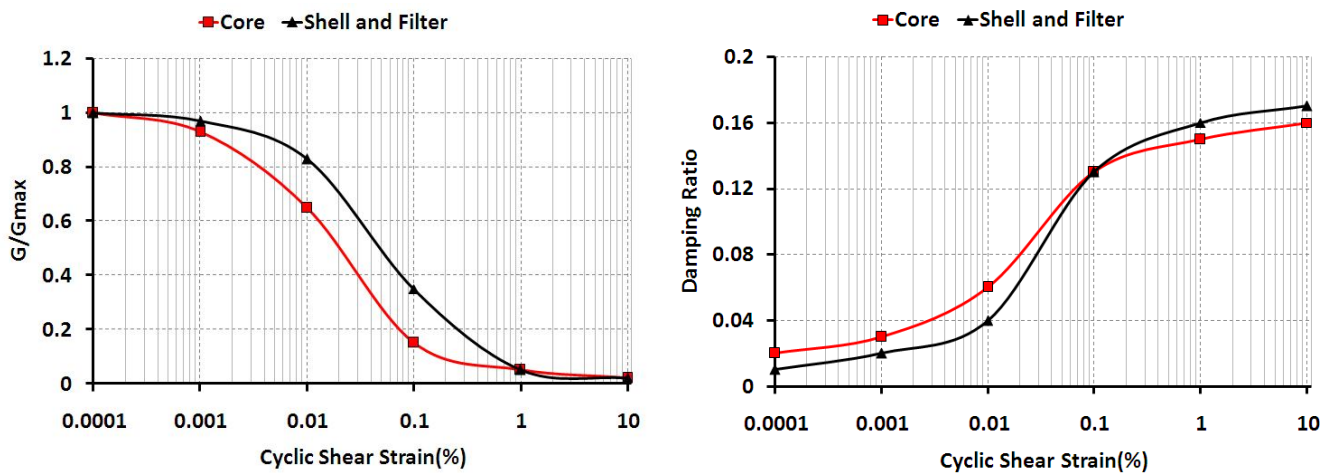 Core Shell and Filter
1.2
1
0.8
0.6
0.4
0.2
0
G/Gmax
0.0001 0.001 0.01 0.1 1 10
Cyclic Shear Strain(%)
Core Shell and Filter
0.2
0.16
0.12
0.08
0.04
0
Damping Ratio
0.0001 0.001 0.01 0.1 1 10
Cyclic Shear Strain(%)